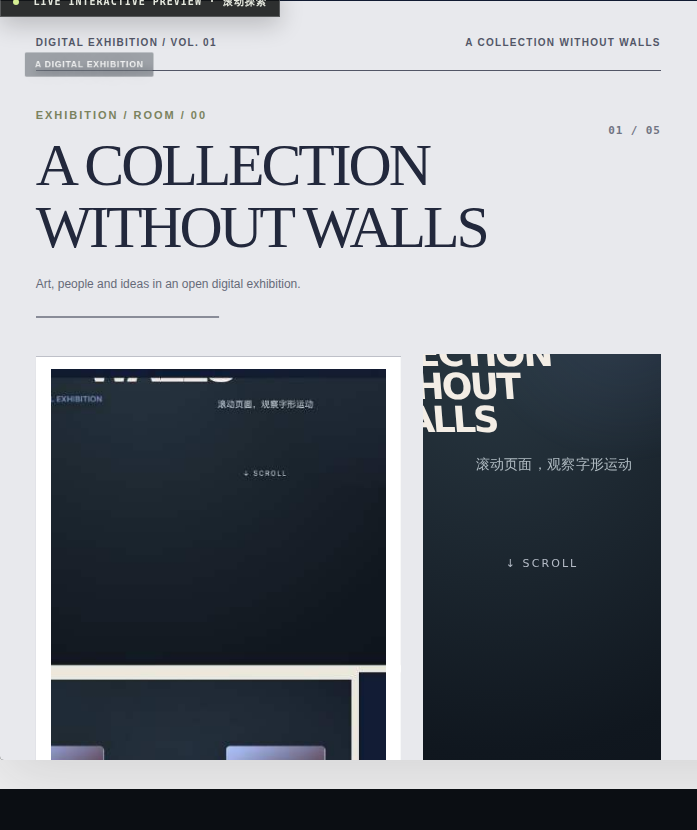 LIVE INTERACTIVE PREVIEW · 滚动探索
DIGITAL EXHIBITION / VOL. 01
A COLLECTION WITHOUT WALLS
A DIGITAL EXHIBITION
EXHIBITION / ROOM / 00
01 / 05
A COLLECTION
WITHOUT WALLS
Art, people and ideas in an open digital exhibition.
WALLS
L EXHIBITION
滚动页面，观察字形运动
↓ SCROLL
ECTION
HOUT
ALLS
滚动页面，观察字形运动
↓ SCROLL